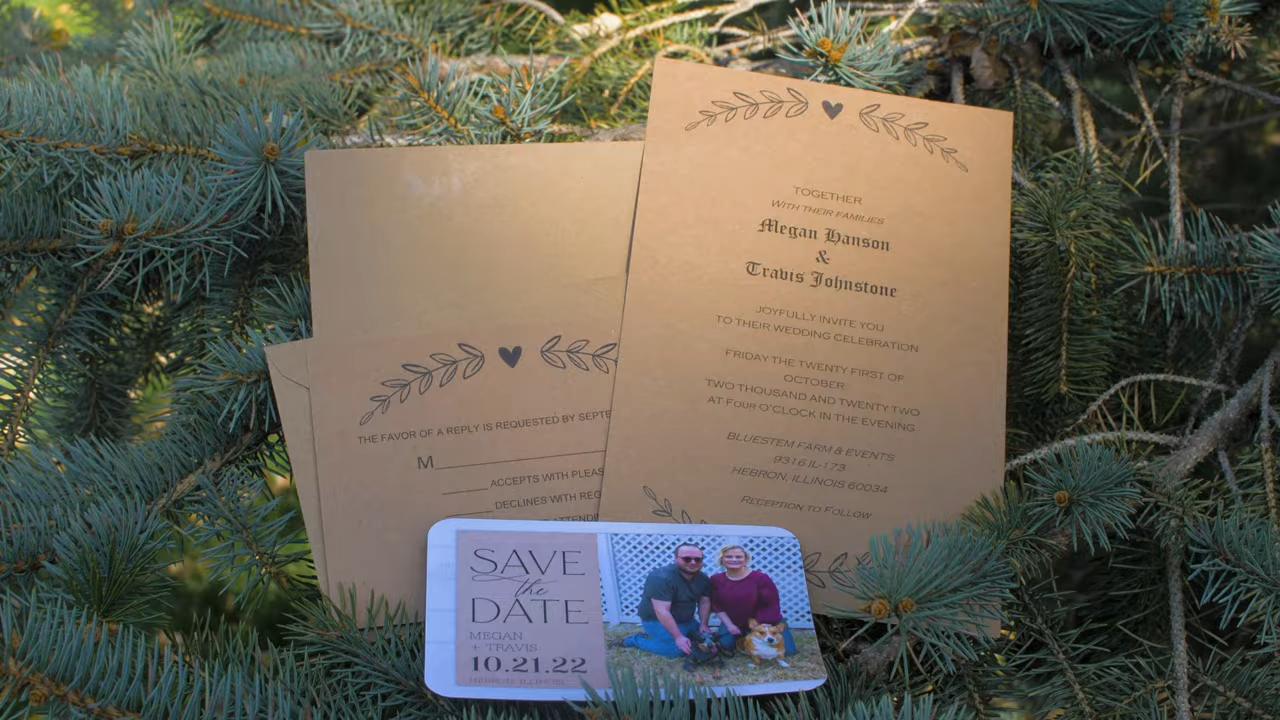 TOGETHER
WITH THEIR FAMILIES
Megan Hanson
&
Travis Johnstone
JOYFULLY INVITE YOU
TO THEIR WEDDING CELEBRATION
FRIDAY THE TWENTY FIRST OF
OCTOBER
TWO THOUSAND AND TWENTY TWO
AT FOUR O'CLOCK IN THE EVENING
BLUESTEM FARM & EVENTS
9316 IL-173
HEBRON, ILLINOIS 60034
RECEPTION TO FOLLOW
THE FAVOR OF A REPLY IS REQUESTED BY SEPTE
M
ACCEPTS WITH PLEAS
DECLINES WITH REG
ATTENDI
SAVE
the
DATE
MEGAN
+ TRAVIS
10.21.22
HEBRON, ILLINOIS